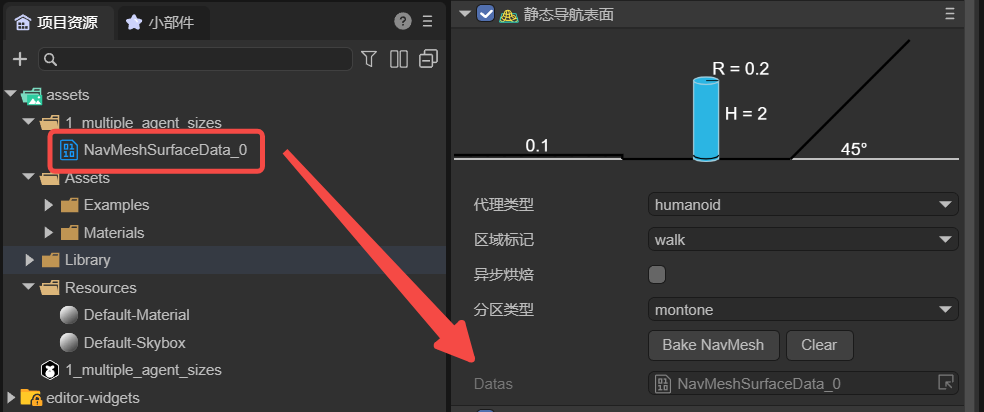 项目资源 小部件 ?
assets
1_multiple_agent_sizes
NavMeshSurfaceData_0
Assets
Examples
Materials
Library
Resources
Default-Material
Default-Skybox
1_multiple_agent_sizes
editor-widgets
静态导航表面
R = 0.2
H = 2
0.1
45°
代理类型 humanoid
区域标记 walk
异步烘焙
分区类型 montone
Bake NavMesh Clear
Datas NavMeshSurfaceData_0